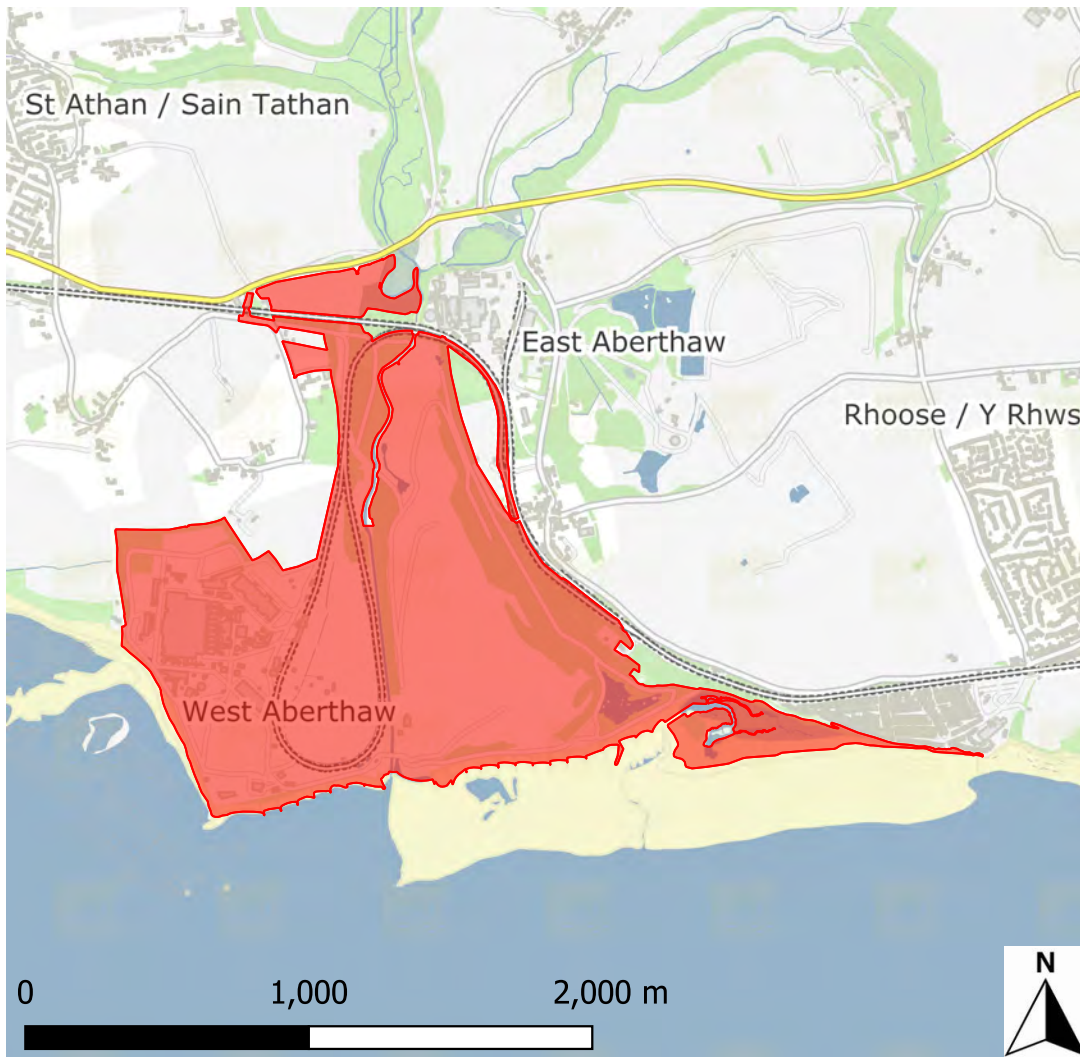 St Athan / Sain Tathan
East Aberthaw
Rhoose / Y Rhws
West Aberthaw
0 1,000 2,000 m
N